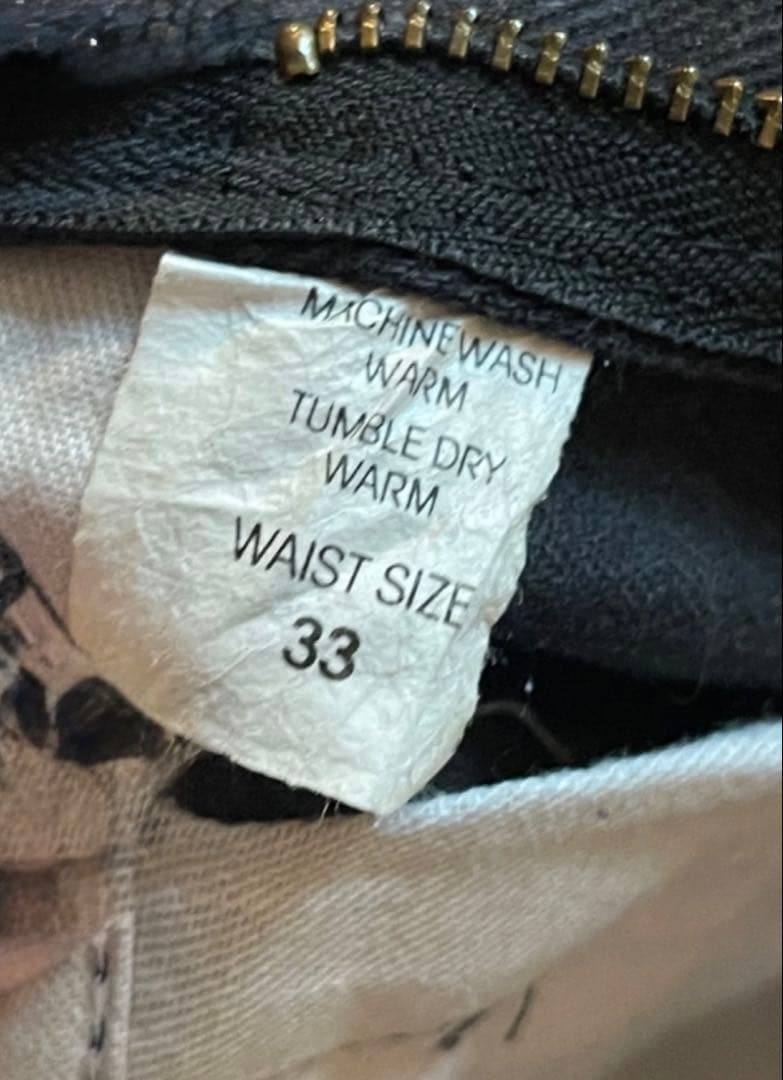 MACHINE WASH
WARM
TUMBLE DRY
WARM
WAIST SIZE
33